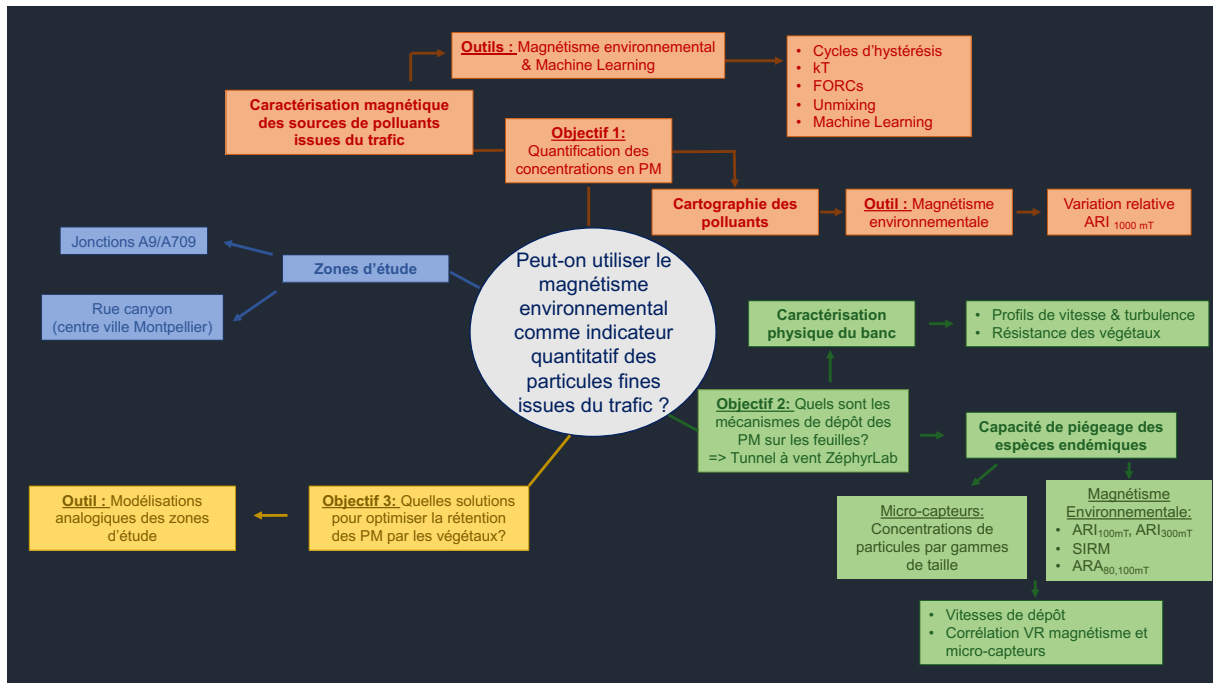 Outils : Magnétisme environnemental
& Machine Learning
• Cycles d'hystérésis
• kT
• FORCs
• Unmixing
• Machine Learning
Caractérisation magnétique
des sources de polluants
issues du trafic
Objectif 1:
Quantification des
concentrations en PM
Cartographie des
polluants
Outil : Magnétisme
environnementale
Variation relative
ARI 1000 mT
Jonctions A9/A709
Zones d'étude
Rue canyon
(centre ville Montpellier)
Peut-on utiliser le
magnétisme
environnemental
comme indicateur
quantitatif des
particules fines
issues du trafic ?
Caractérisation
physique du banc
• Profils de vitesse & turbulence
• Résistance des végétaux
Objectif 2: Quels sont les
mécanismes de dépôt des
PM sur les feuilles?
=> Tunnel à vent ZéphyrLab
Capacité de piégeage des
espèces endémiques
Micro-capteurs:
Concentrations de
particules par gammes
de taille
Magnétisme
Environnementale:
• ARI100mT, ARI300mT
• SIRM
• ARA80,100mT
• Vitesses de dépôt
• Corrélation VR magnétisme et
micro-capteurs
Objectif 3: Quelles solutions
pour optimiser la rétention
des PM par les végétaux?
Outil : Modélisations
analogiques des zones
d'étude